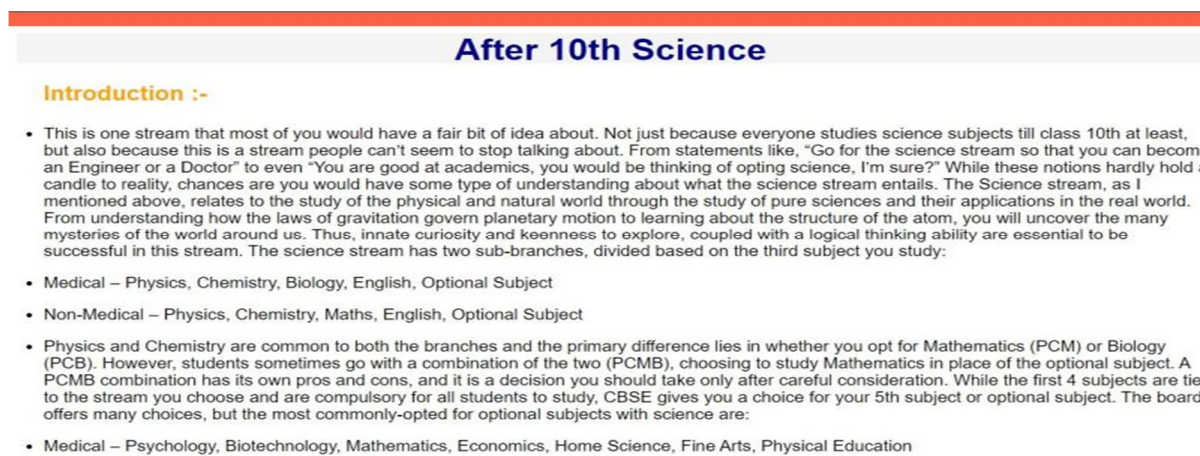 After 10th Science
Introduction :-
• This is one stream that most of you would have a fair bit of idea about. Not just because everyone studies science subjects till class 10th at least,
but also because this is a stream people can't seem to stop talking about. From statements like, “Go for the science stream so that you can becom
an Engineer or a Doctor” to even “You are good at academics, you would be thinking of opting science, I'm sure?” While these notions hardly hold a
candle to reality, chances are you would have some type of understanding about what the science stream entails. The Science stream, as I
mentioned above, relates to the study of the physical and natural world through the study of pure sciences and their applications in the real world.
From understanding how the laws of gravitation govern planetary motion to learning about the structure of the atom, you will uncover the many
mysteries of the world around us. Thus, innate curiosity and keenness to explore, coupled with a logical thinking ability are essential to be
successful in this stream. The science stream has two sub-branches, divided based on the third subject you study:
• Medical – Physics, Chemistry, Biology, English, Optional Subject
• Non-Medical – Physics, Chemistry, Maths, English, Optional Subject
• Physics and Chemistry are common to both the branches and the primary difference lies in whether you opt for Mathematics (PCM) or Biology
(PCB). However, students sometimes go with a combination of the two (PCMB), choosing to study Mathematics in place of the optional subject. A
PCMB combination has its own pros and cons, and it is a decision you should take only after careful consideration. While the first 4 subjects are tie
to the stream you choose and are compulsory for all students to study, CBSE gives you a choice for your 5th subject or optional subject. The board
offers many choices, but the most commonly-opted for optional subjects with science are:
• Medical – Psychology, Biotechnology, Mathematics, Economics, Home Science, Fine Arts, Physical Education